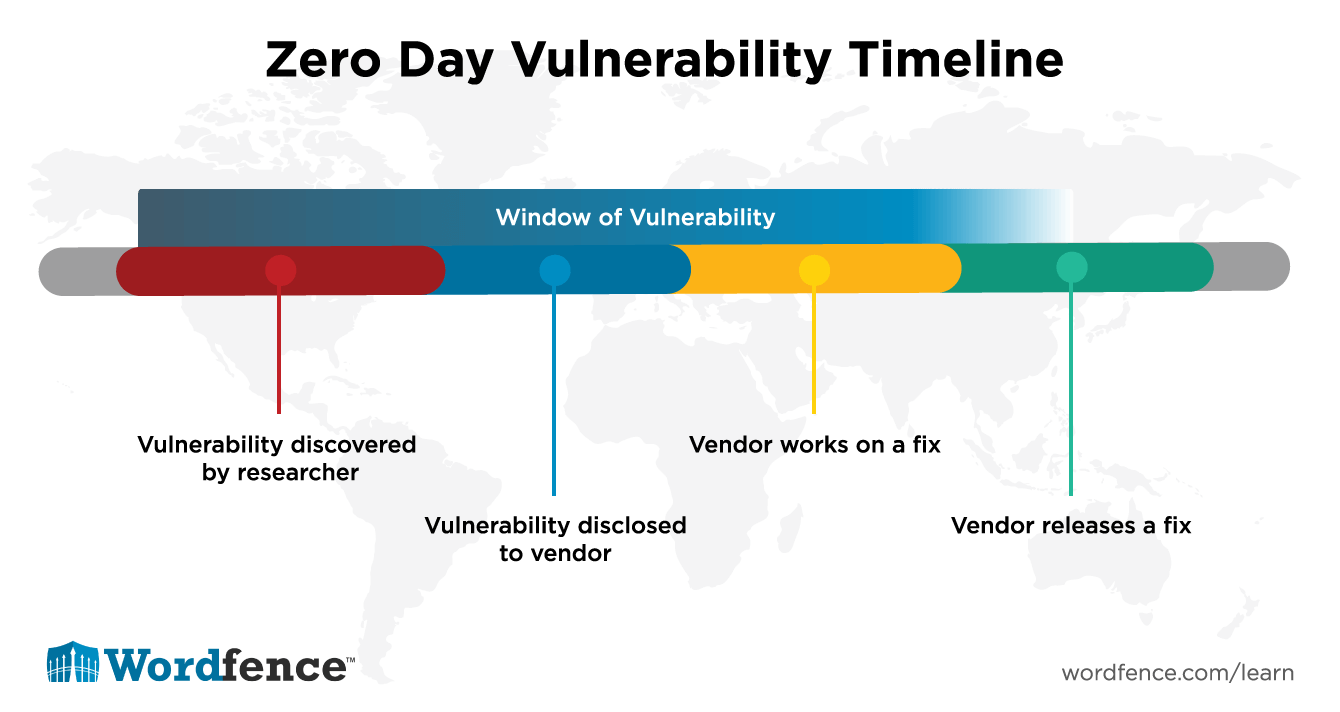 Zero Day Vulnerability Timeline
Window of Vulnerability
Vulnerability discovered
by researcher
Vulnerability disclosed
to vendor
Vendor works on a fix
Vendor releases a fix
Wordfence™
wordfence.com/learn